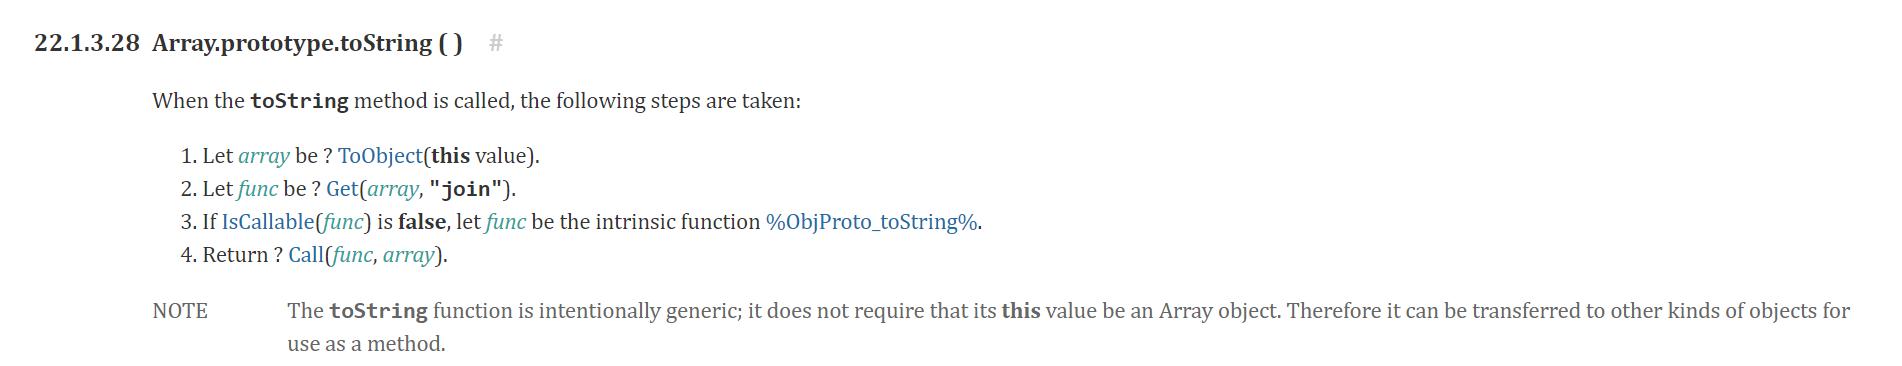 22.1.3.28 Array.prototype.toString ( ) #
When the toString method is called, the following steps are taken:
1. Let array be ? ToObject(this value).
2. Let func be ? Get(array, "join").
3. If IsCallable(func) is false, let func be the intrinsic function %ObjProto_toString%.
4. Return ? Call(func, array).
NOTE The toString function is intentionally generic; it does not require that its this value be an Array object. Therefore it can be transferred to other kinds of objects for
use as a method.